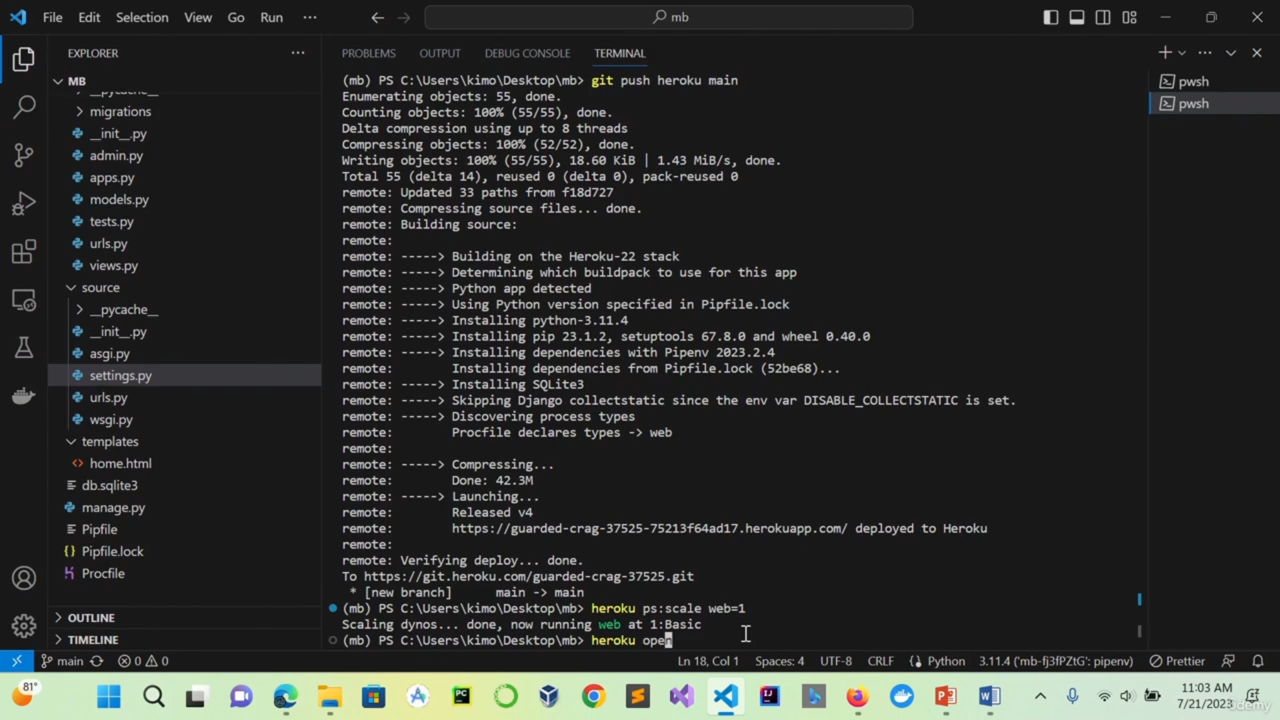 File Edit Selection View Go Run ··· mb
EXPLORER ···
PROBLEMS OUTPUT DEBUG CONSOLE TERMINAL
MB
__pycache__
migrations
__init__.py
admin.py
apps.py
models.py
tests.py
urls.py
views.py
source
__pycache__
__init__.py
asgi.py
settings.py
urls.py
wsgi.py
templates
home.html
db.sqlite3
manage.py
Pipfile
Pipfile.lock
Procfile
OUTLINE
TIMELINE
(mb) PS C:\Users\kimo\Desktop\mb> git push heroku main
Enumerating objects: 55, done.
Counting objects: 100% (55/55), done.
Delta compression using up to 8 threads
Compressing objects: 100% (52/52), done.
Writing objects: 100% (55/55), 18.60 KiB | 1.43 MiB/s, done.
Total 55 (delta 14), reused 0 (delta 0), pack-reused 0
remote: Updated 33 paths from f18d727
remote: Compressing source files... done.
remote: Building source:
remote:
remote: -----> Building on the Heroku-22 stack
remote: -----> Determining which buildpack to use for this app
remote: -----> Python app detected
remote: -----> Using Python version specified in Pipfile.lock
remote: -----> Installing python-3.11.4
remote: -----> Installing pip 23.1.2, setuptools 67.8.0 and wheel 0.40.0
remote: -----> Installing dependencies with Pipenv 2023.2.4
remote: Installing dependencies from Pipfile.lock (52be68)...
remote: -----> Installing SQLite3
remote: -----> Skipping Django collectstatic since the env var DISABLE_COLLECTSTATIC is set.
remote: -----> Discovering process types
remote: Procfile declares types -> web
remote:
remote: -----> Compressing...
remote: Done: 42.3M
remote: -----> Launching...
remote: Released v4
remote: https://guarded-crag-37525-75213f64ad17.herokuapp.com/ deployed to Heroku
remote:
remote: Verifying deploy... done.
To https://git.heroku.com/guarded-crag-37525.git
* [new branch] main -> main
(mb) PS C:\Users\kimo\Desktop\mb> heroku ps:scale web=1
Scaling dynos... done, now running web at 1:Basic
(mb) PS C:\Users\kimo\Desktop\mb> heroku open
pwsh
pwsh
main 0 0 Ln 18, Col 1 Spaces: 4 UTF-8 CRLF Python 3.11.4 ('mb-fj3fPZtG': pipenv) Prettier
81°
PC
11:03 AM
7/21/2023
Udemy